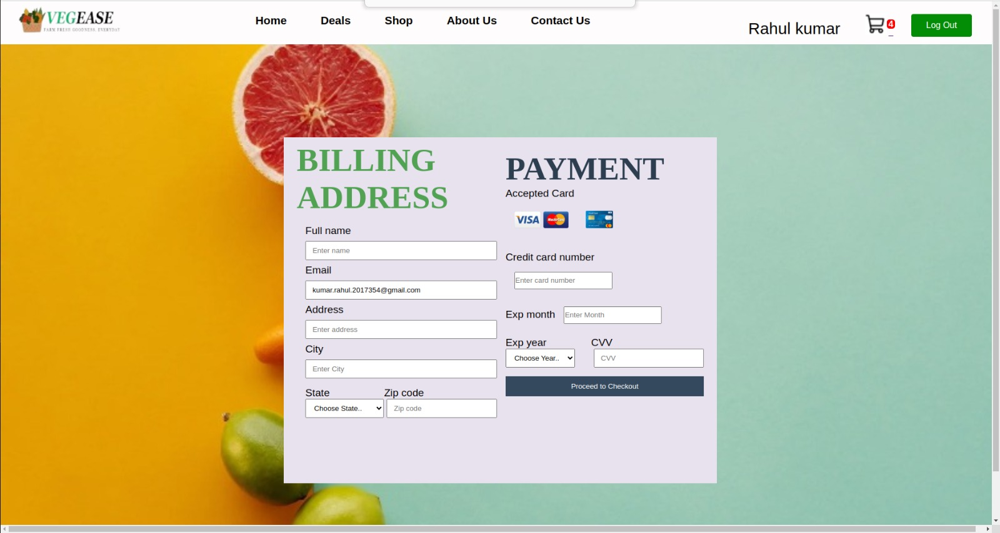 VEGEASE
FARM FRESH GOODNESS, EVERYDAY
Home Deals Shop About Us Contact Us
Rahul kumar
4
Log Out
BILLING
ADDRESS
Full name
Enter name
Email
kumar.rahul.2017354@gmail.com
Address
Enter address
City
Enter City
State Zip code
Choose State.. Zip code
PAYMENT
Accepted Card
VISA MasterCard
Credit card number
Enter card number
Exp month Enter Month
Exp year CVV
Choose Year.. CVV
Proceed to Checkout